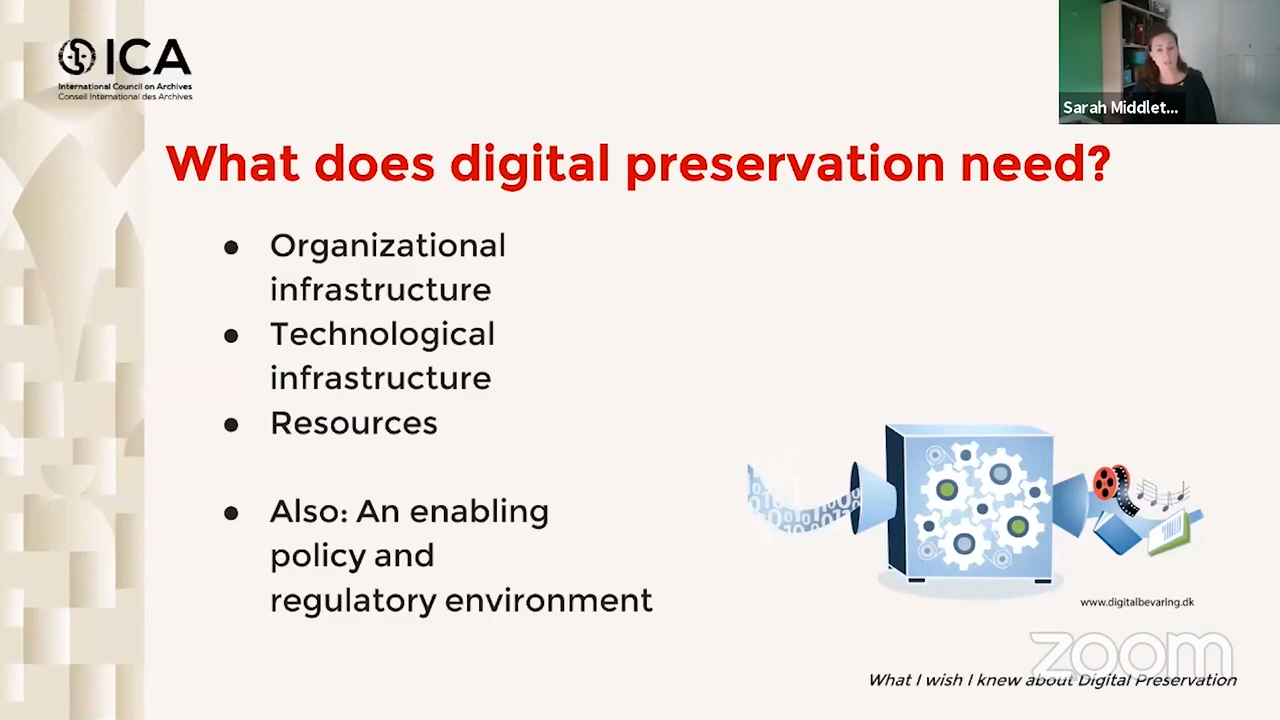 ICA
International Council on Archives
Conseil International des Archives
Sarah Middlet...
What does digital preservation need?
● Organizational
infrastructure
● Technological
infrastructure
● Resources
● Also: An enabling
policy and
regulatory environment
www.digitalbevaring.dk
zoom
What I wish I knew about Digital Preservation